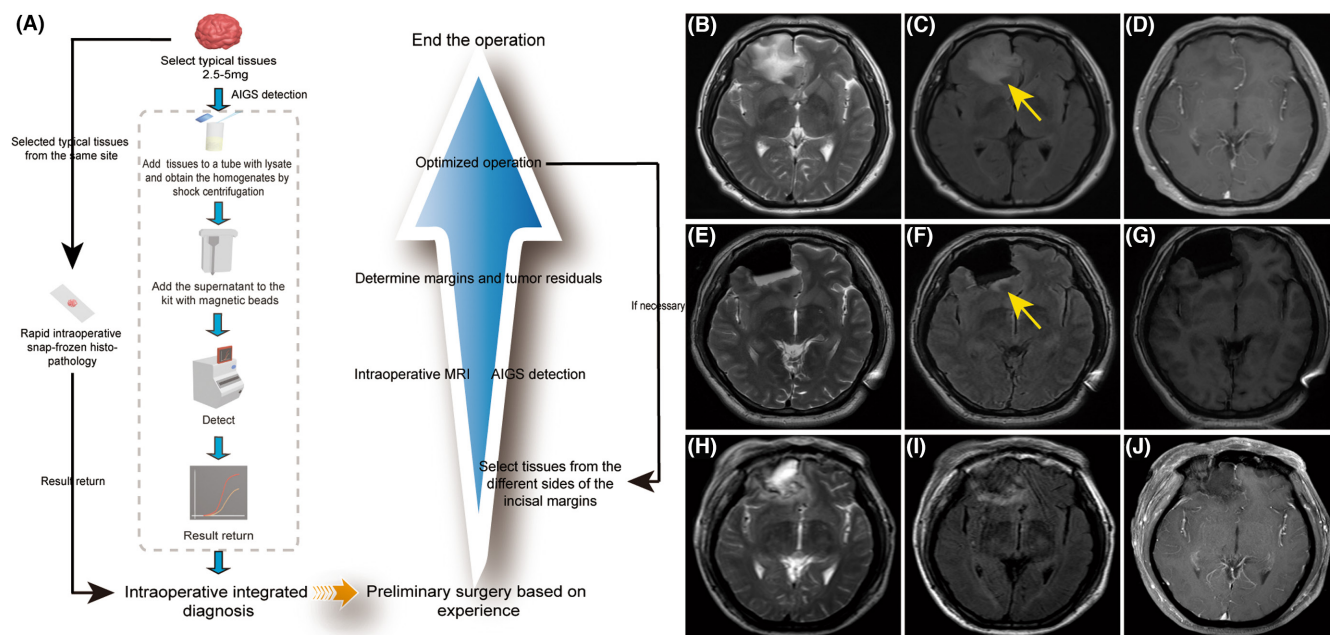 (A)
Select typical tissues
2.5-5mg
AIGS detection
Selected typical tissues
from the same site
Add tissues to a tube with lysate
and obtain the homogenates by
shock centrifugation
Add the supernatant to the
kit with magnetic beads
Rapid intraoperative
snap-frozen histo-
pathology
Detect
Result return
Result return
Intraoperative integrated
diagnosis
Preliminary surgery based on
experience
End the operation
Optimized operation
Determine margins and tumor residuals
If necessary
Intraoperative MRI
AIGS detection
Select tissues from the
different sides of the
incisal margins
(B)
(C)
(D)
(E)
(F)
(G)
(H)
(I)
(J)